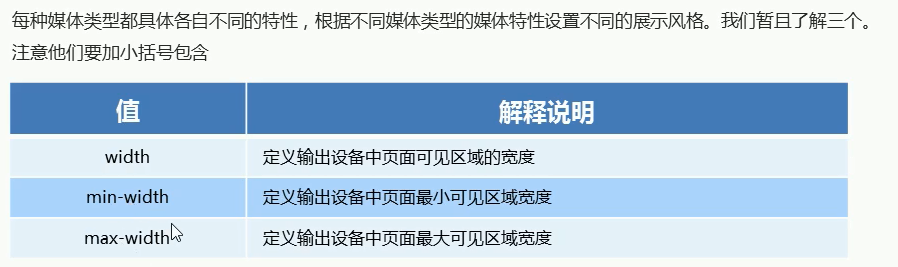 每种媒体类型都具体各自不同的特性，根据不同媒体类型的媒体特性设置不同的展示风格。我们暂且了解三个。
注意他们要加小括号包含
值 解释说明
width 定义输出设备中页面可见区域的宽度
min-width 定义输出设备中页面最小可见区域宽度
max-width 定义输出设备中页面最大可见区域宽度